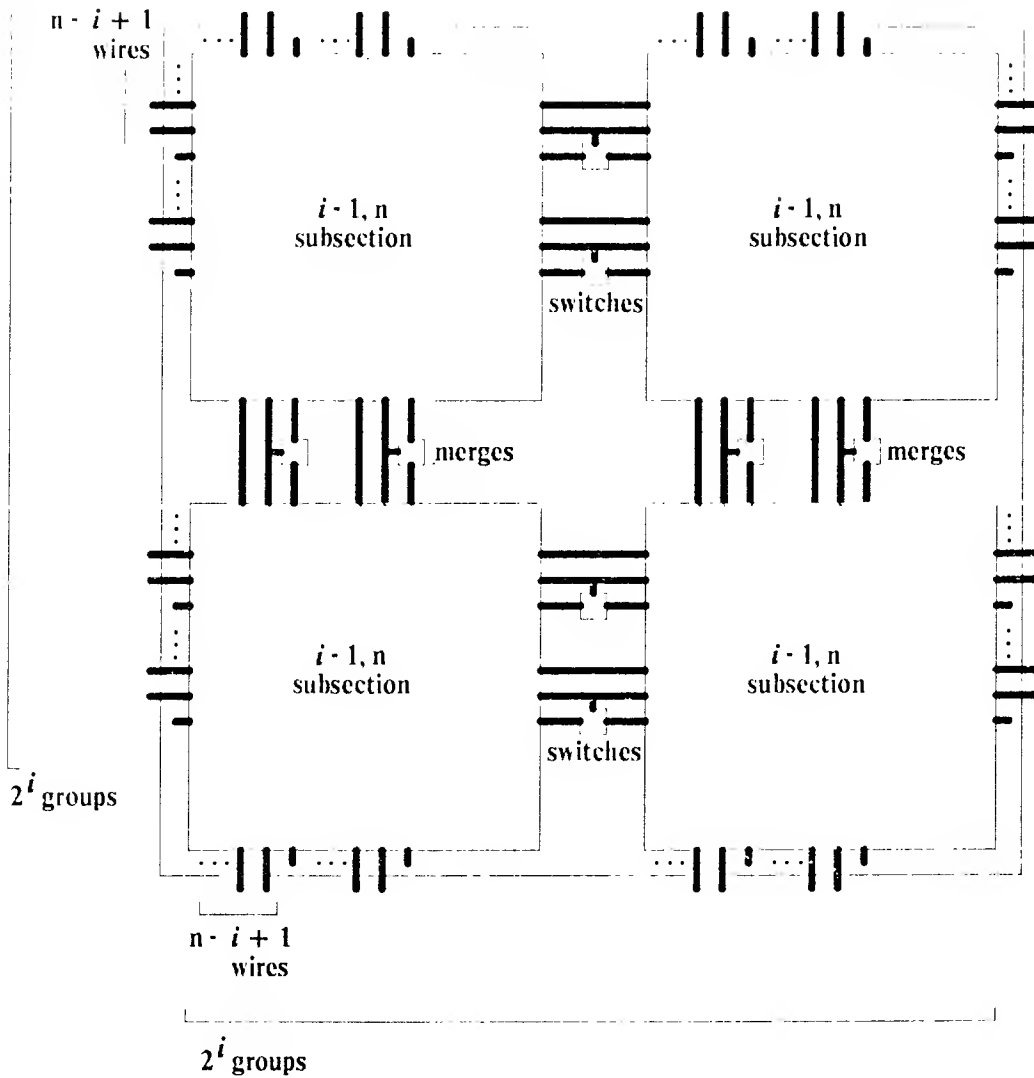 n - i + 1
wires
i - 1, n
subsection
i - 1, n
subsection
switches
merges
merges
i - 1, n
subsection
i - 1, n
subsection
switches
2^i groups
n - i + 1
wires
2^i groups